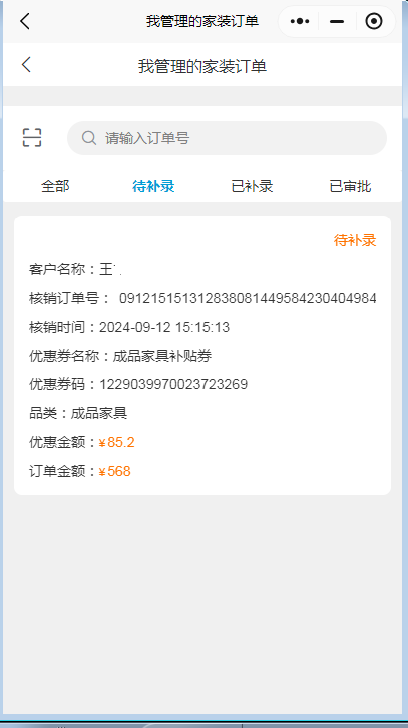 我管理的家装订单
我管理的家装订单
请输入订单号
全部 待补录 已补录 已审批
待补录
客户名称：王
核销订单号： 091215151312838081449584230404984
核销时间：2024-09-12 15:15:13
优惠券名称：成品家具补贴券
优惠券码：1229039970023723269
品类：成品家具
优惠金额：¥85.2
订单金额：¥568